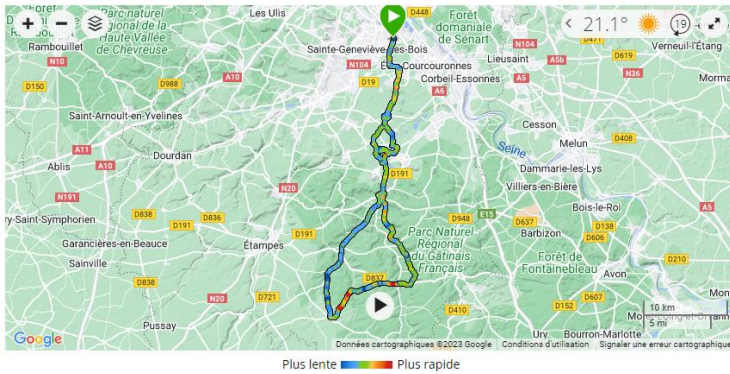 Les Ulis
D448
Forêt
domaniale
de Sénart
21.1°
19
Parc naturel
régional de la
Haute Vallée
de Chevreuse
Rambouillet
N10
Sainte-Geneviève-des-Bois
N104
Courcouronnes
Lieusaint
N104
D471
D619
Verneuil-l'Étang
A5b
D150
D988
A10
D19
Corbeil-Essonnes
A6
N36
Saint-Arnoult-en-Yvelines
Cesson
Seine
Melun
D408
A11
Dourdan
Ablis
A10
D191
Dammarie-les-Lys
N191
N20
Villiers-en-Bière
ry-Saint-Symphorien
D838
D836
D191
D948
E15
D637
Bois-le-Roi
A5
D138
Garancières-en-Beauce
Étampes
D191
Parc Naturel
Régional
du Gâtinais
Français
Barbizon
D606
Sainville
Forêt de
Fontainebleau
D210
Avon
D838
D837
N20
D721
D410
D152
D607
10 km
5 mi
Pussay
Ury
Bourron-Marlotte
Google
Données cartographiques ©2023 Google
Conditions d'utilisation
Signaler une erreur cartographique
Plus lente
Plus rapide